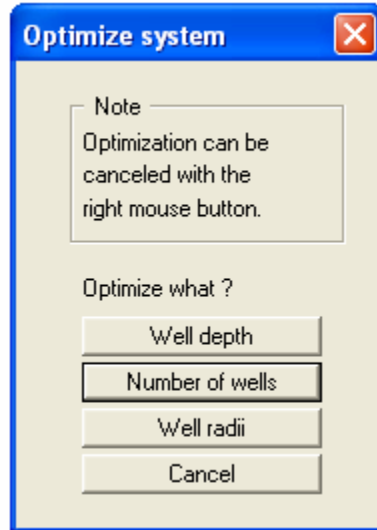 Optimize system
Note
Optimization can be
canceled with the
right mouse button.
Optimize what ?
Well depth
Number of wells
Well radii
Cancel